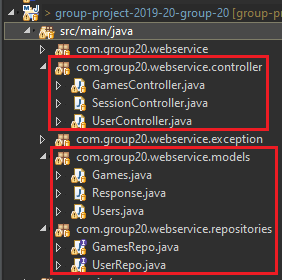 > group-project-2019-20-group-20 [group-pro
src/main/java
com.group20.webservice
com.group20.webservice.controller
GamesController.java
SessionController.java
UserController.java
com.group20.webservice.exception
com.group20.webservice.models
Games.java
Response.java
Users.java
com.group20.webservice.repositories
GamesRepo.java
UserRepo.java